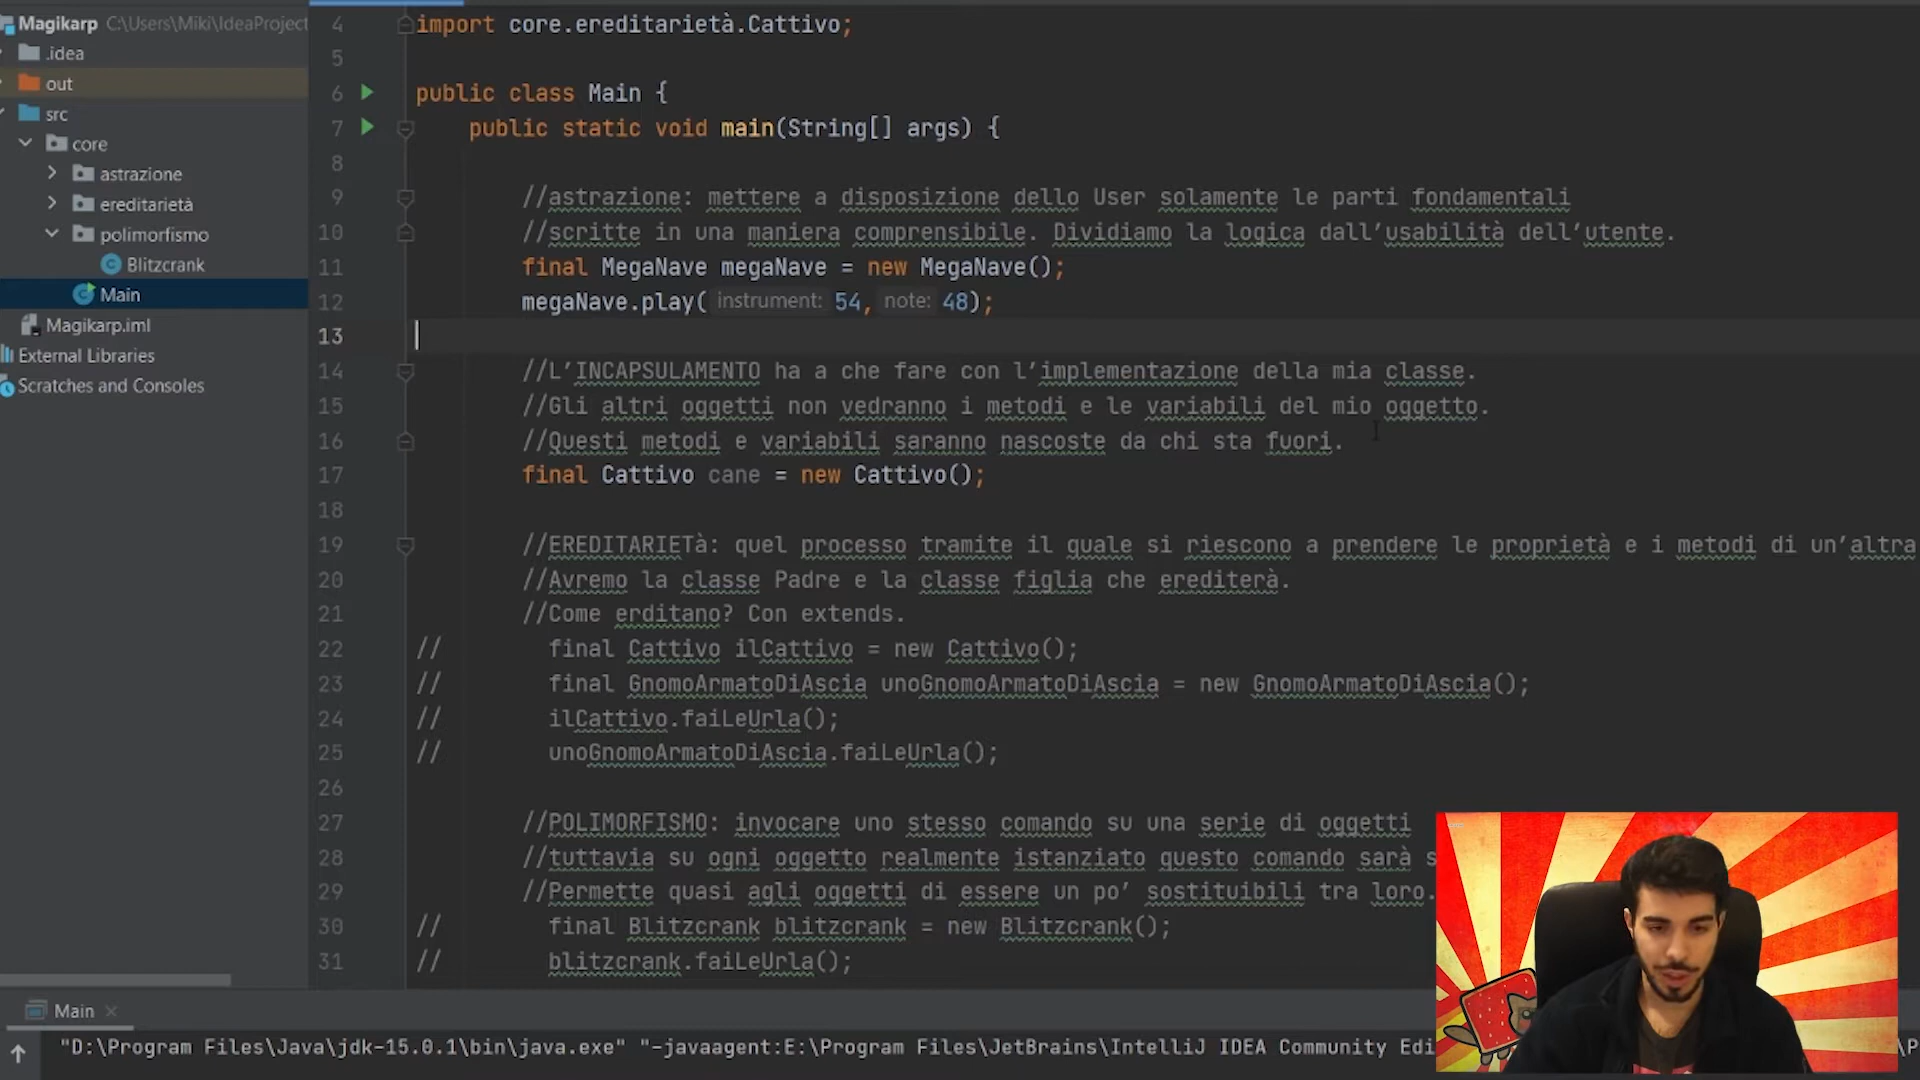 Magikarp C:\Users\Miki\IdeaProject
.idea
out
src
core
astrazione
ereditarietà
polimorfismo
Blitzcrank
Main
Magikarp.iml
External Libraries
Scratches and Consoles
4 import core.ereditarietà.Cattivo;
5
6 public class Main {
7 public static void main(String[] args) {
8
9 //astrazione: mettere a disposizione dello User solamente le parti fondamentali
10 //scritte in una maniera comprensibile. Dividiamo la logica dall'usabilità dell'utente.
11 final MegaNave megaNave = new MegaNave();
12 megaNave.play( instrument: 54, note: 48);
13
14 //L'INCAPSULAMENTO ha a che fare con l'implementazione della mia classe.
15 //Gli altri oggetti non vedranno i metodi e le variabili del mio oggetto.
16 //Questi metodi e variabili saranno nascoste da chi sta fuori.
17 final Cattivo cane = new Cattivo();
18
19 //EREDITARIETà: quel processo tramite il quale si riescono a prendere le proprietà e i metodi di un'altra
20 //Avremo la classe Padre e la classe figlia che erediterà.
21 //Come erditano? Con extends.
22 // final Cattivo ilCattivo = new Cattivo();
23 // final GnomoArmatoDiAscia unoGnomoArmatoDiAscia = new GnomoArmatoDiAscia();
24 // ilCattivo.faiLeUrla();
25 // unoGnomoArmatoDiAscia.faiLeUrla();
26
27 //POLIMORFISMO: invocare uno stesso comando su una serie di oggetti
28 //tuttavia su ogni oggetto realmente istanziato questo comando sarà s
29 //Permette quasi agli oggetti di essere un po' sostituibili tra loro.
30 // final Blitzcrank blitzcrank = new Blitzcrank();
31 // blitzcrank.faiLeUrla();
Main
"D:\Program Files\Java\jdk-15.0.1\bin\java.exe" "-javaagent:E:\Program Files\JetBrains\IntelliJ IDEA Community Edi \P